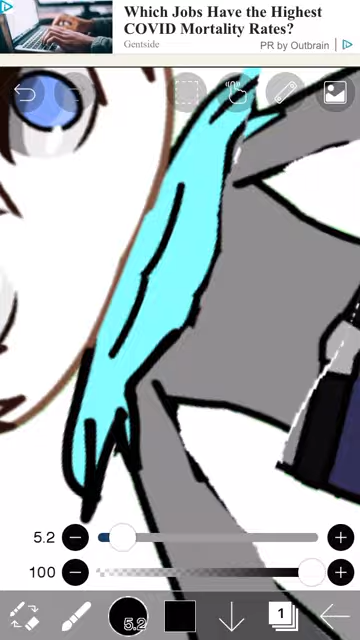 Which Jobs Have the Highest
COVID Mortality Rates?
Gentside
PR by Outbrain
5.2
100
5.2
1